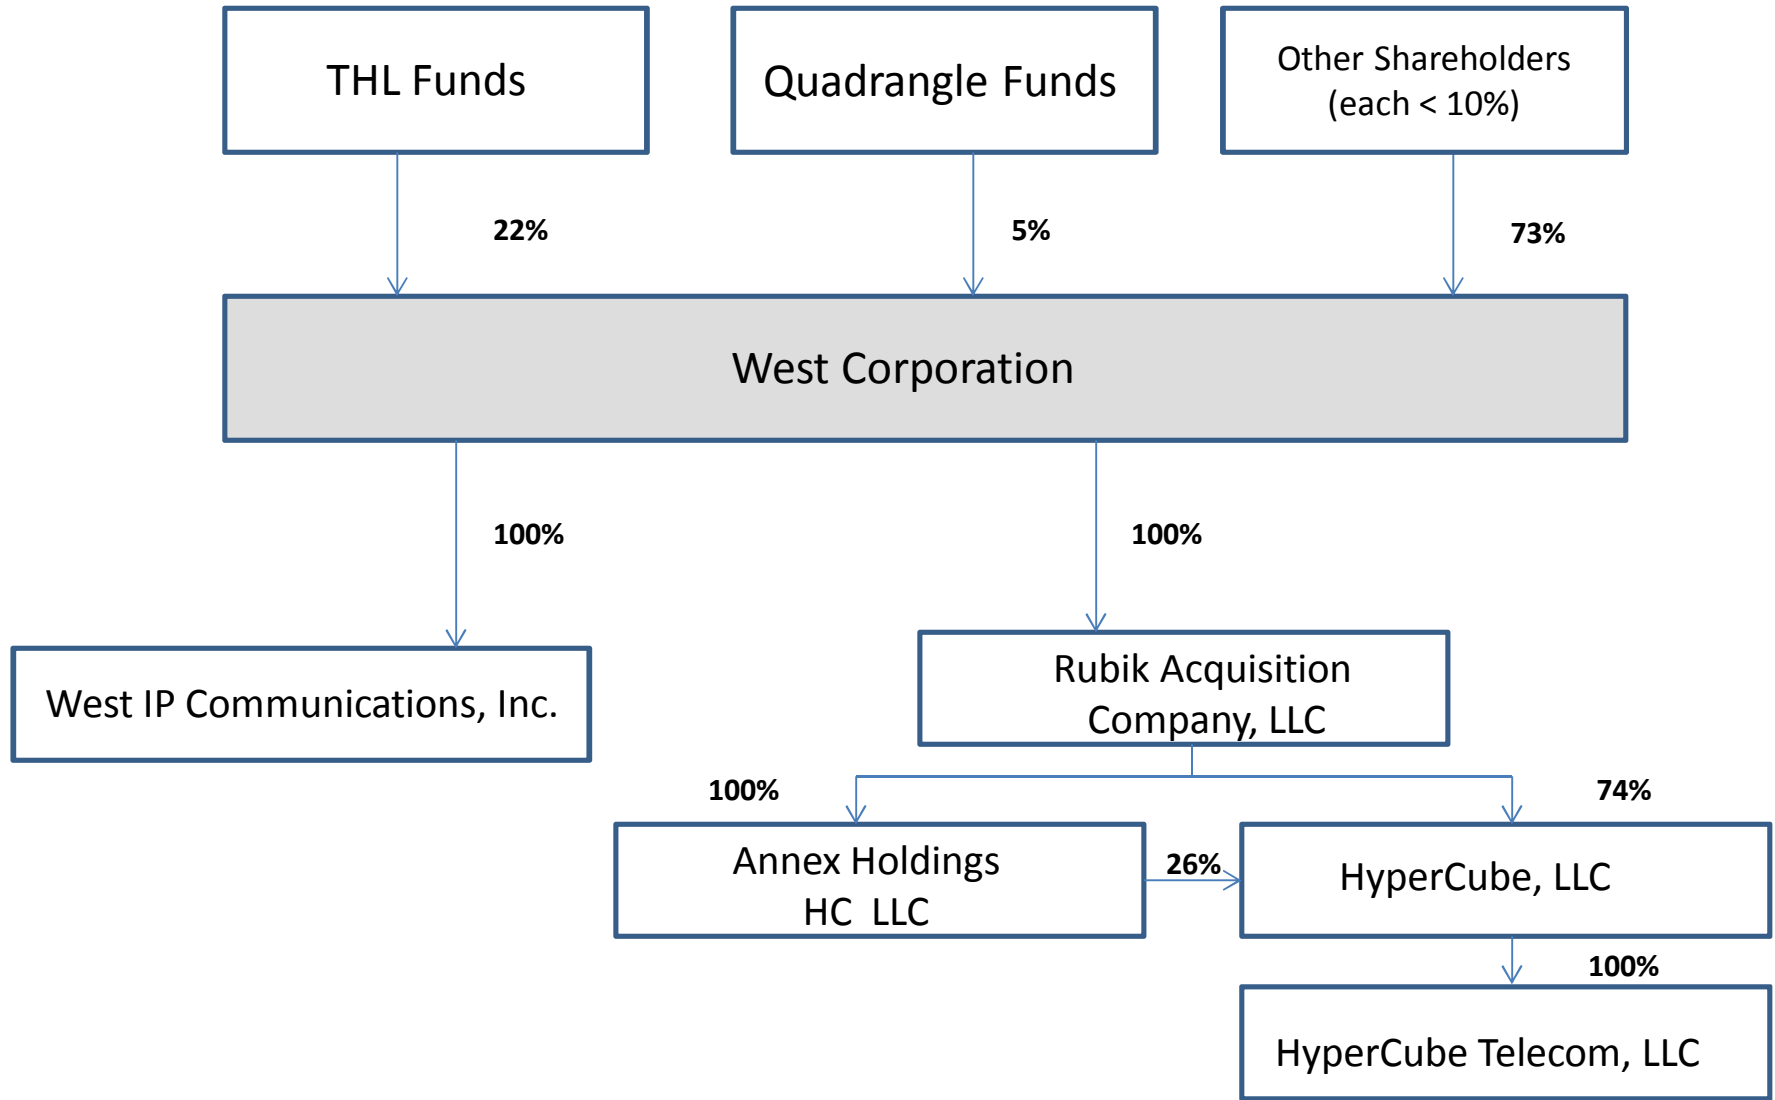 THL Funds
Quadrangle Funds
Other Shareholders
(each < 10%)
22%
5%
73%
West Corporation
100%
100%
West IP Communications, Inc.
Rubik Acquisition
Company, LLC
100%
74%
Annex Holdings
HC LLC
26%
HyperCube, LLC
100%
HyperCube Telecom, LLC